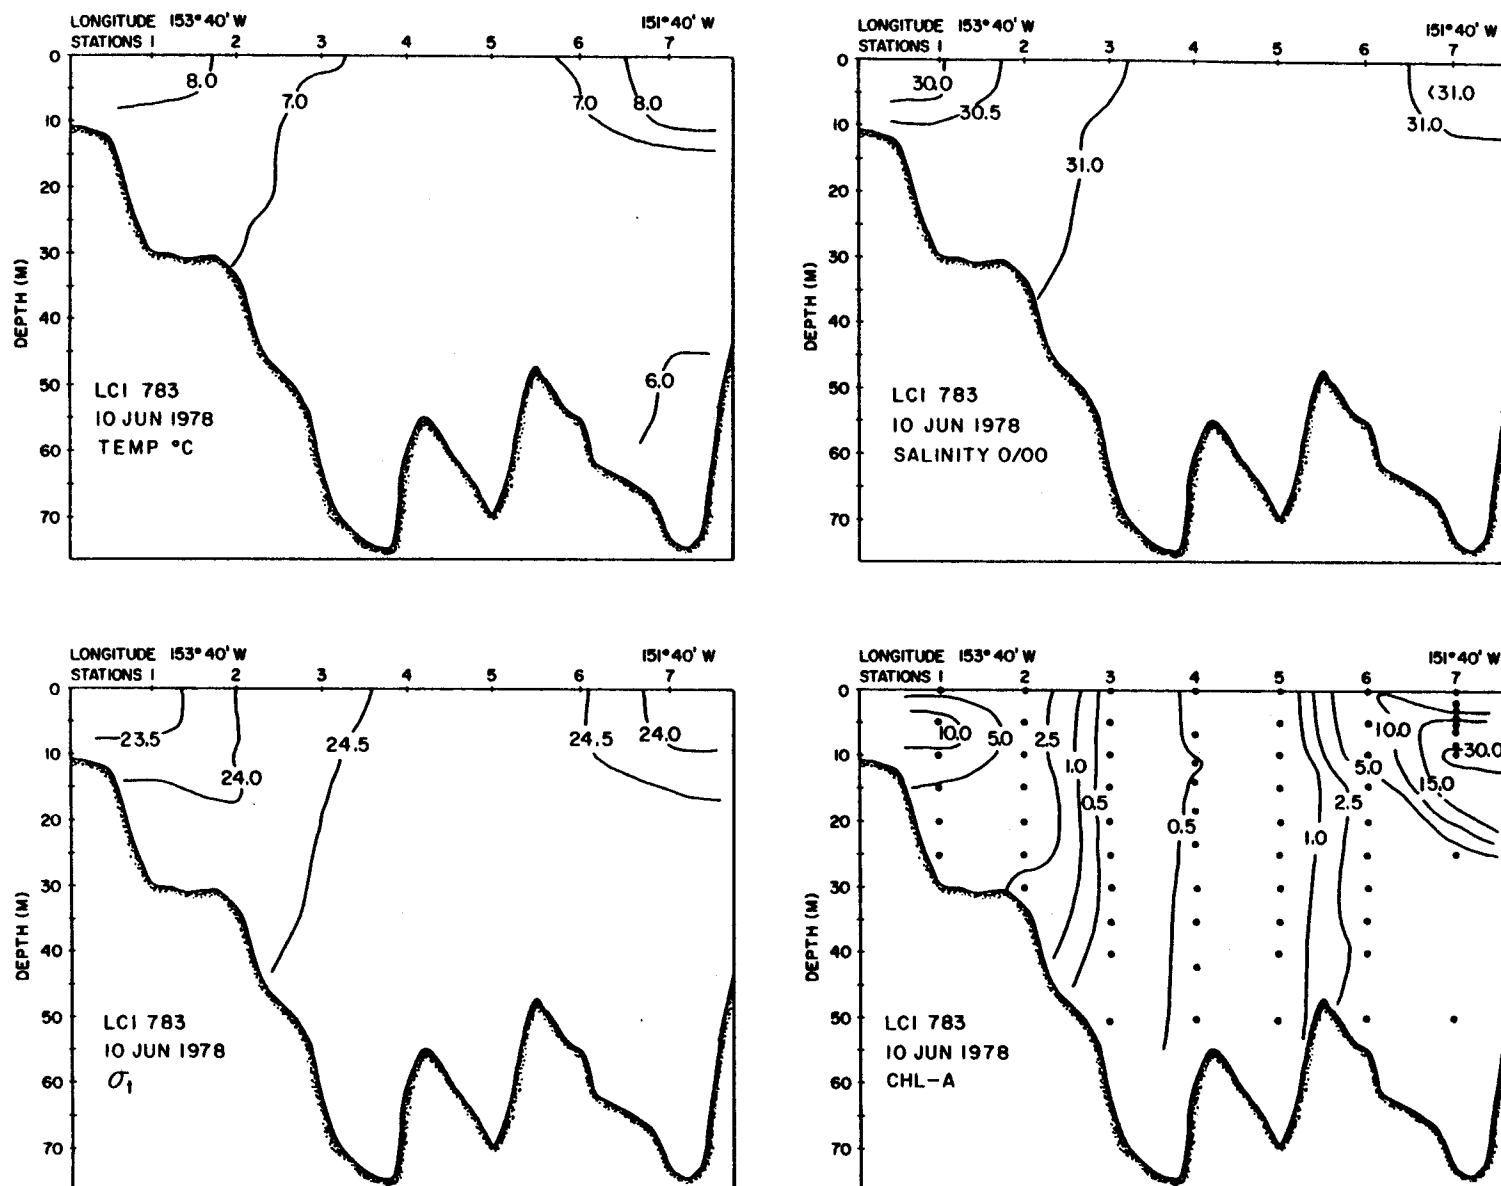 LONGITUDE 153°40' W 151°40' W
STATIONS 1 2 3 4 5 6 7
0
10
20
30
40
50
60
70
DEPTH (M)
8.0
7.0
7.0
8.0
6.0
LCI 783
10 JUN 1978
TEMP °C
LONGITUDE 153°40' W 151°40' W
STATIONS 1 2 3 4 5 6 7
0
10
20
30
40
50
60
70
DEPTH (M)
30.0
30.5
31.0
<31.0
31.0
LCI 783
10 JUN 1978
SALINITY 0/00
LONGITUDE 153°40' W 151°40' W
STATIONS 1 2 3 4 5 6 7
0
10
20
30
40
50
60
70
DEPTH (M)
23.5
24.0
24.5
24.5
24.0
LCI 783
10 JUN 1978
σt
LONGITUDE 153°40' W 151°40' W
STATIONS 1 2 3 4 5 6 7
0
10
20
30
40
50
60
70
DEPTH (M)
10.0
5.0
2.5
1.0
0.5
0.5
1.0
2.5
5.0
10.0
15.0
30.0
LCI 783
10 JUN 1978
CHL-A